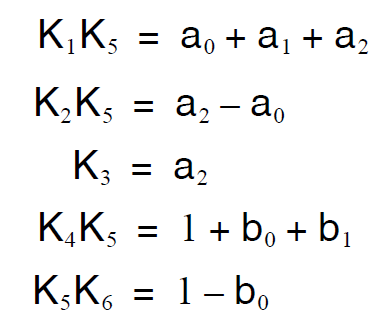 K₁K₅ = a₀ + a₁ + a₂
K₂K₅ = a₂ – a₀
K₃ = a₂
K₄K₅ = 1 + b₀ + b₁
K₅K₆ = 1 – b₀